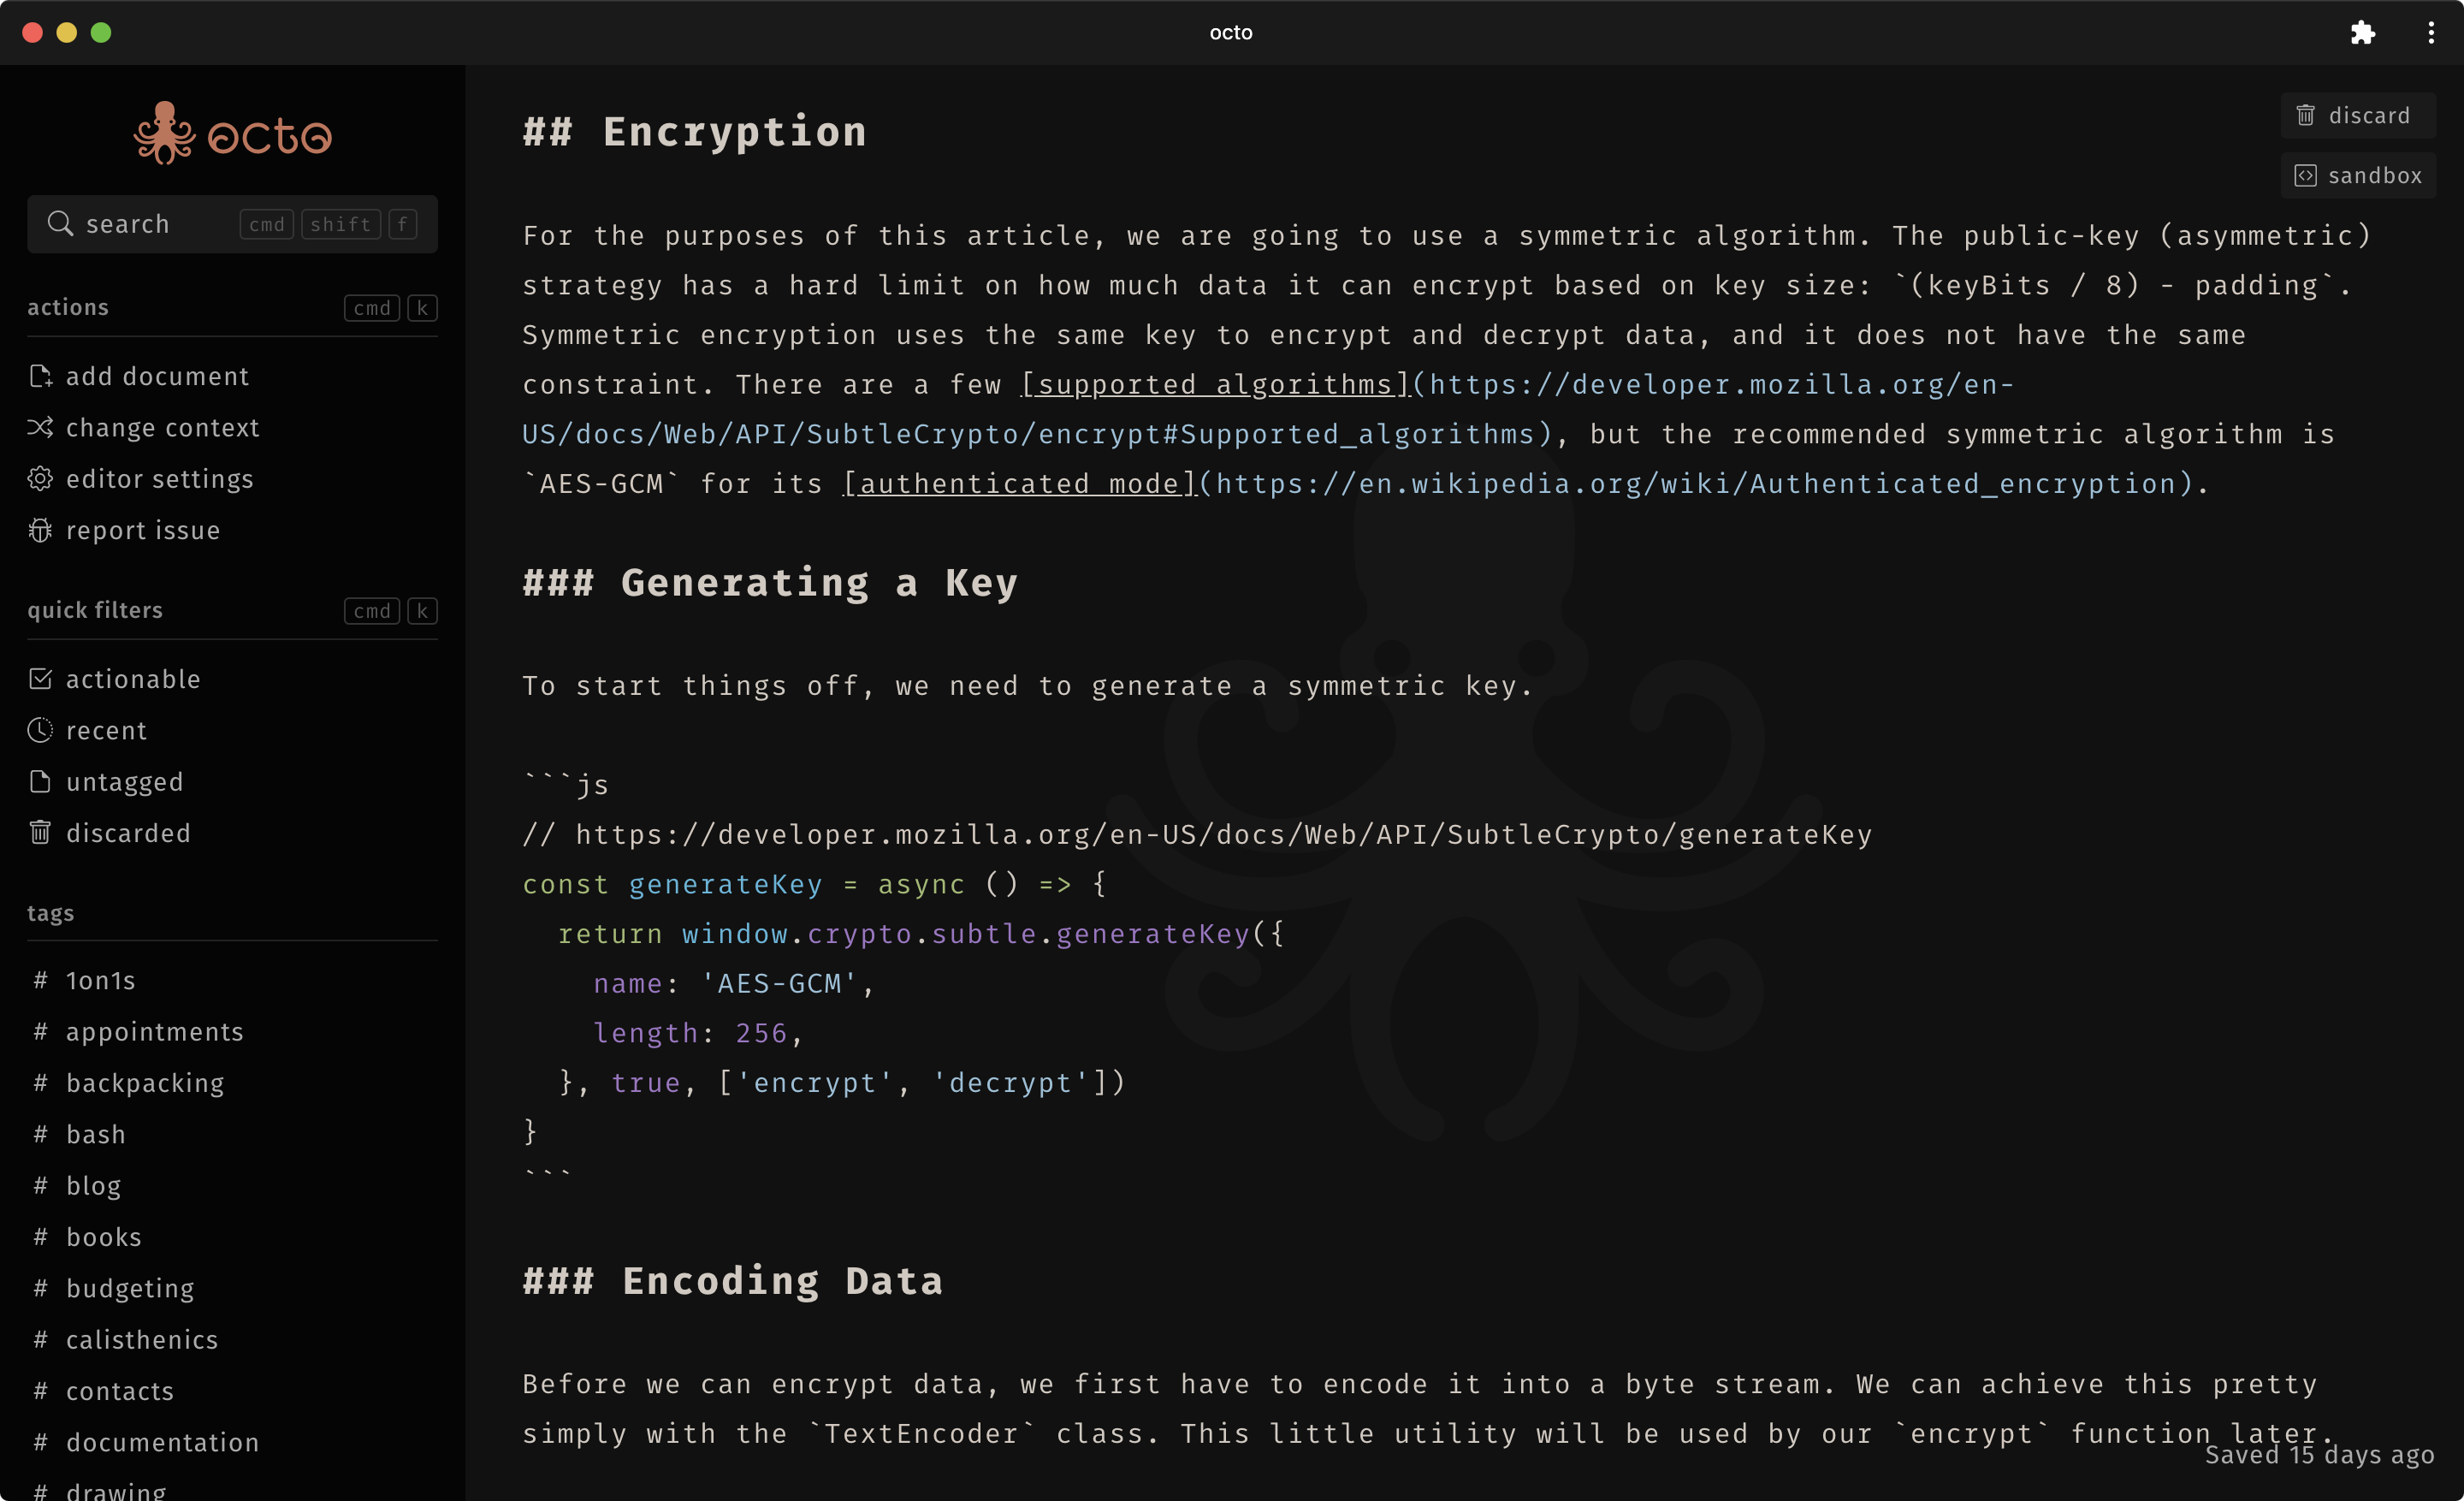 octo
octo
search cmd shift f
actions cmd k
add document
change context
editor settings
report issue
quick filters cmd k
actionable
recent
untagged
discarded
tags
# 1on1s
# appointments
# backpacking
# bash
# blog
# books
# budgeting
# calisthenics
# contacts
# documentation
# drawing
discard
sandbox
## Encryption
For the purposes of this article, we are going to use a symmetric algorithm. The public-key (asymmetric)
strategy has a hard limit on how much data it can encrypt based on key size: `(keyBits / 8) - padding`.
Symmetric encryption uses the same key to encrypt and decrypt data, and it does not have the same
constraint. There are a few [supported algorithms](https://developer.mozilla.org/en-
US/docs/Web/API/SubtleCrypto/encrypt#Supported_algorithms), but the recommended symmetric algorithm is
`AES-GCM` for its [authenticated mode](https://en.wikipedia.org/wiki/Authenticated_encryption).
### Generating a Key
To start things off, we need to generate a symmetric key.
```js
// https://developer.mozilla.org/en-US/docs/Web/API/SubtleCrypto/generateKey
const generateKey = async () => {
  return window.crypto.subtle.generateKey({
    name: 'AES-GCM',
    length: 256,
  }, true, ['encrypt', 'decrypt'])
}
```
### Encoding Data
Before we can encrypt data, we first have to encode it into a byte stream. We can achieve this pretty
simply with the `TextEncoder` class. This little utility will be used by our `encrypt` function later.
Saved 15 days ago